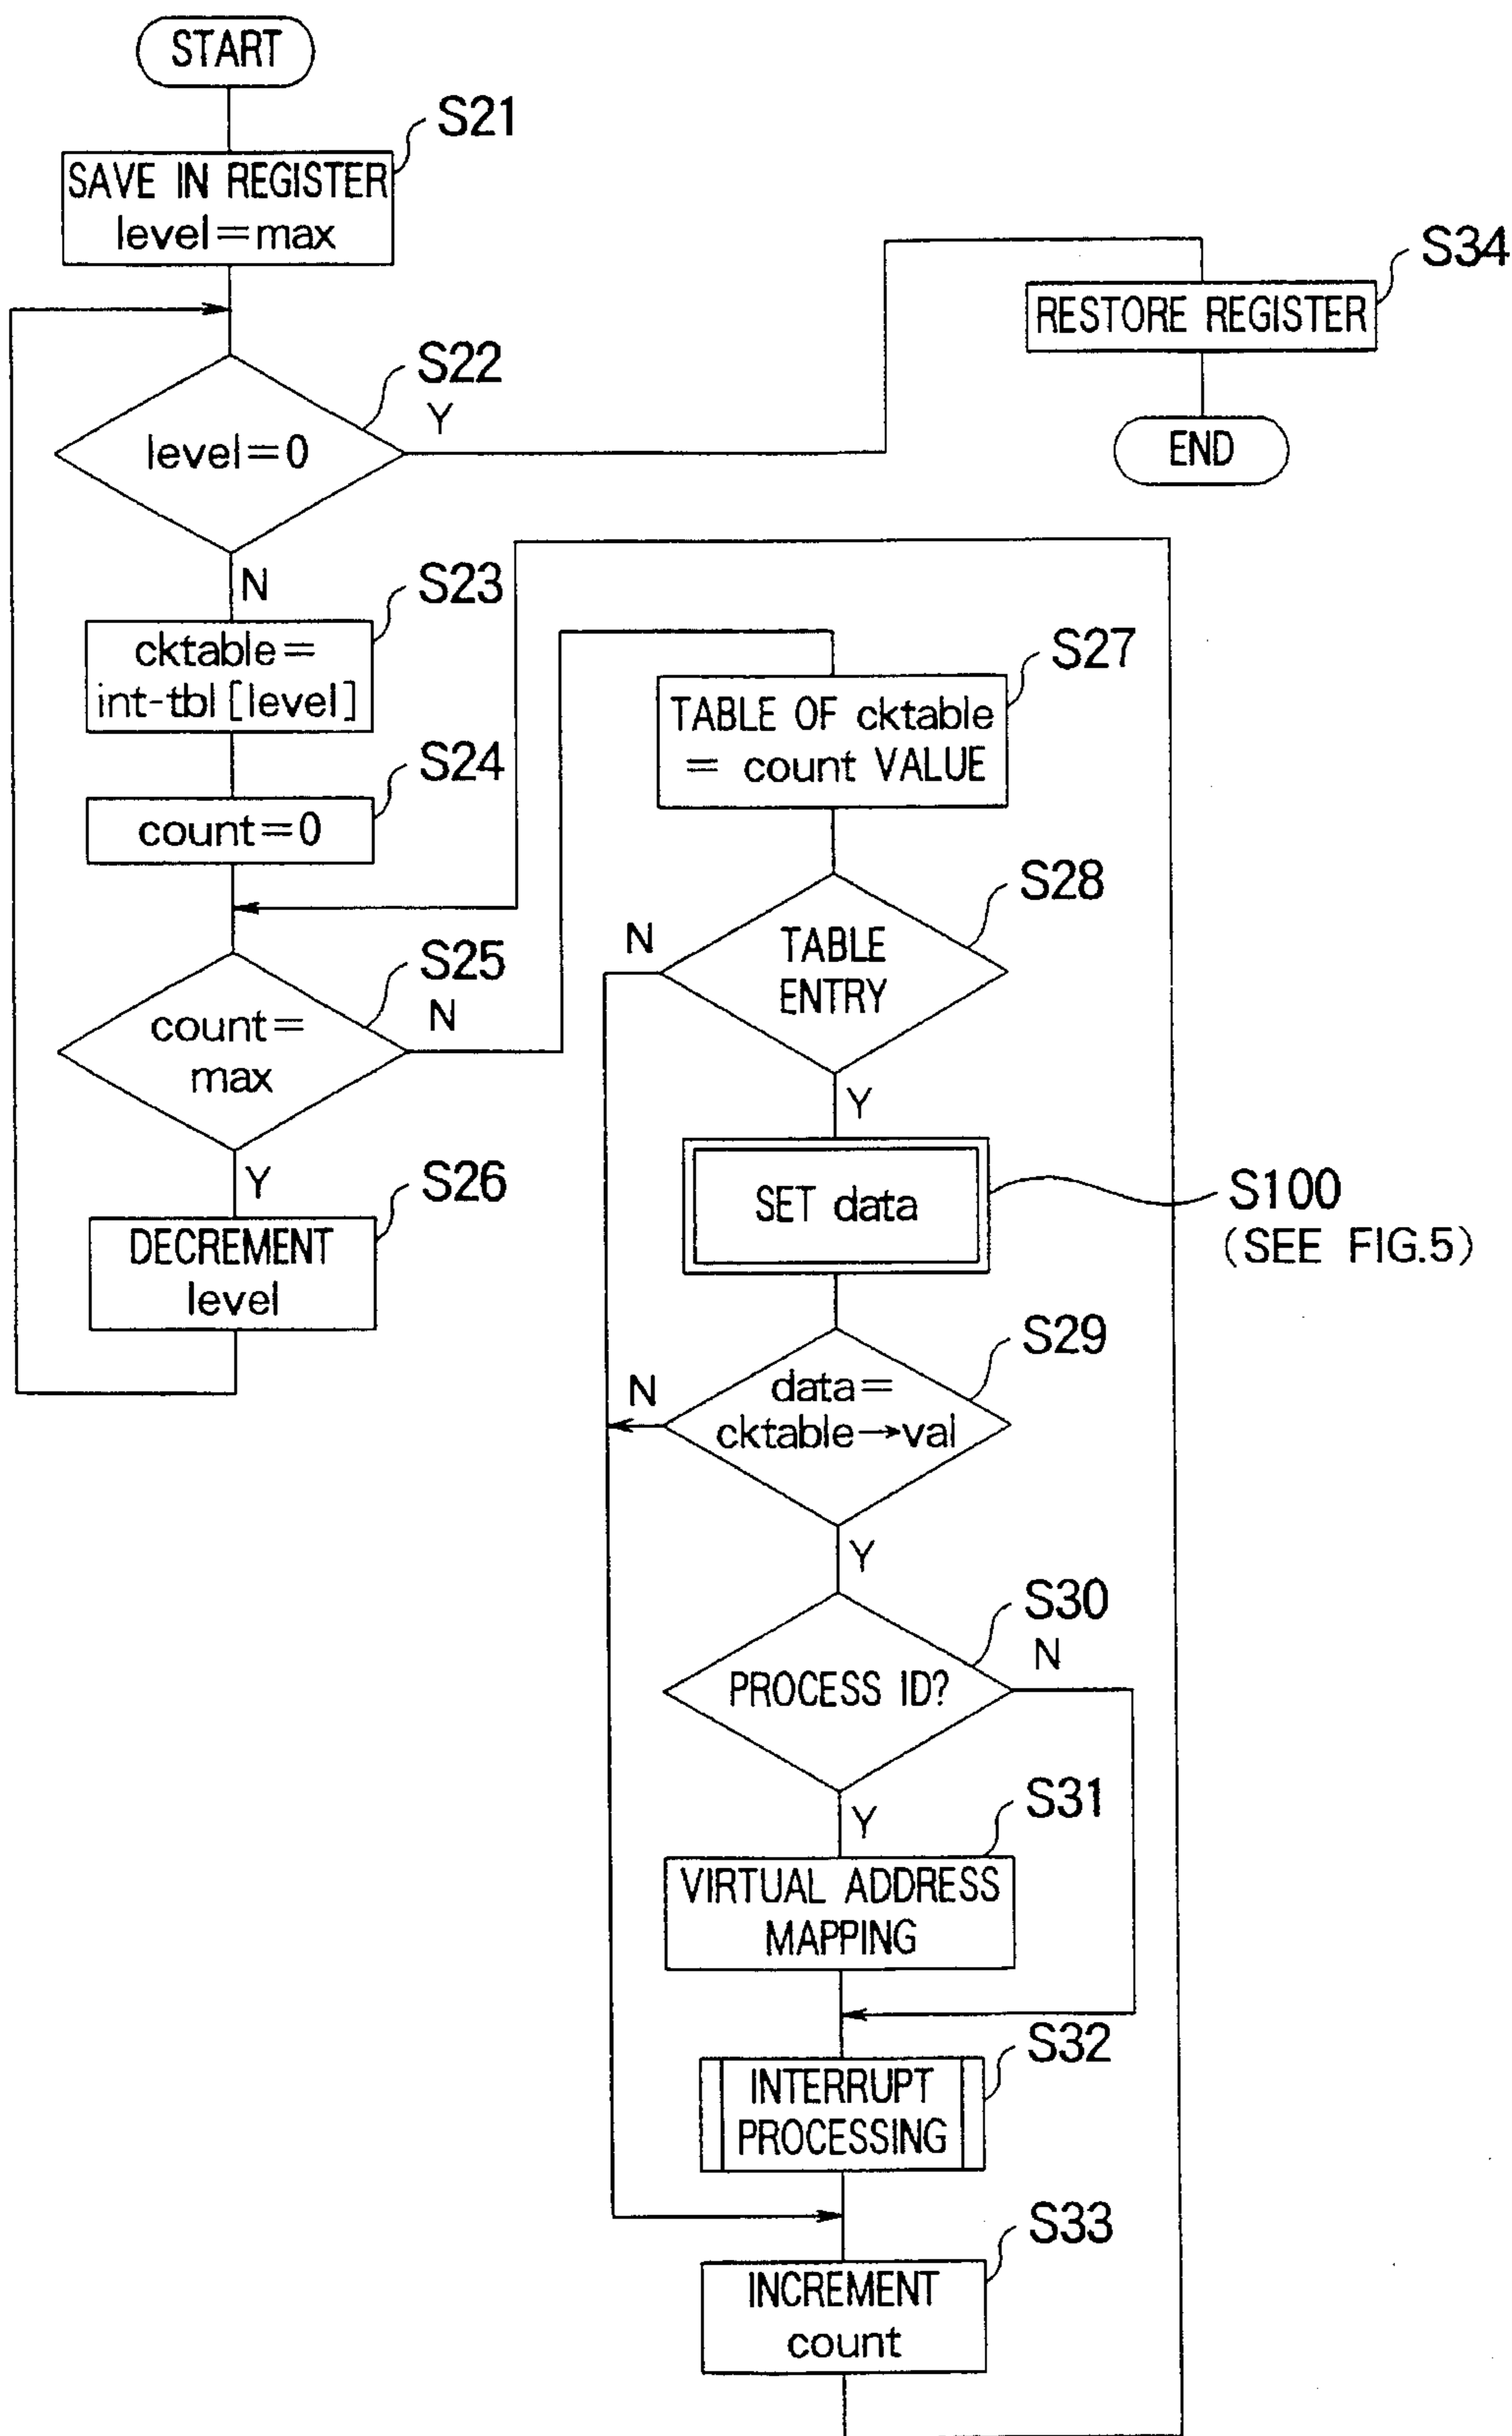 START
S21
SAVE IN REGISTER
level=max
S34
RESTORE REGISTER
END
S22
Y
level=0
N
S23
cktable=
int-tbl[level]
S24
count=0
S25
count=
max
N
Y
S26
DECREMENT
level
S27
TABLE OF cktable
= count VALUE
S28
N
TABLE
ENTRY
Y
SET data
S100
(SEE FIG.5)
S29
N
data=
cktable→val
Y
S30
N
PROCESS ID?
Y
S31
VIRTUAL ADDRESS
MAPPING
S32
INTERRUPT
PROCESSING
S33
INCREMENT
count